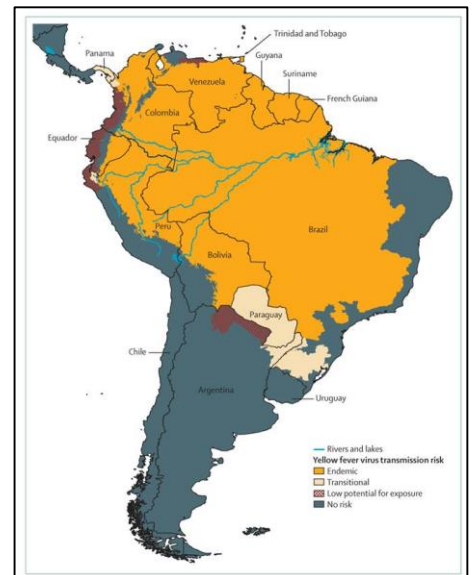 Trinidad and Tobago
Panama
Guyana
Suriname
Venezuela
French Guiana
Colombia
Equador
Peru
Brazil
Bolivia
Paraguay
Chile
Argentina
Uruguay
Rivers and lakes
Yellow fever virus transmission risk
Endemic
Transitional
Low potential for exposure
No risk